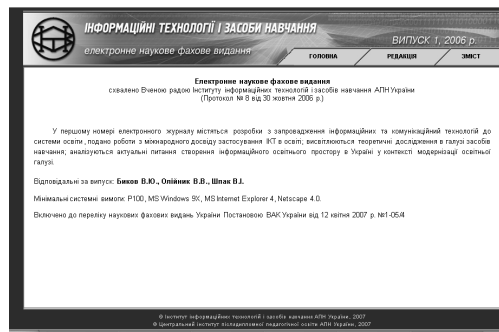 ІНФОРМАЦІЙНІ ТЕХНОЛОГІЇ І ЗАСОБИ НАВЧАННЯ
електронне наукове фахове видання
ВИПУСК 1, 2006 р.
ГОЛОВНА РЕДАКЦІЯ ЗМІСТ
Електронне наукове фахове видання
схвалено Вченою радою Інституту інформаційних технологій і засобів навчання АПН України
(Протокол № 8 від 30 жовтня 2006 р.)
У першому номері електронного журналу містяться розробки з запровадження інформаційних та комунікаційний технологій до
системи освіти, подано роботи з міжнародного досвіду застосування ІКТ в освіті; висвітлюються теоретичні дослідження в галузі засобів
навчання; аналізуються актуальні питання створення інформаційного освітнього простору в Україні у контексті модернізації освітньої
галузі.
Відповідальні за випуск: Биков В.Ю., Олійник В.В., Шпак В.І.
Мінімальні системні вимоги: P100, MS Windows 9X, MS Internet Explorer 4, Netscape 4.0.
Включено до переліку наукових фахових видань України Постановою ВАК України від 12 квітня 2007 р. №1-05/4
© Інститут інформаційних технологій і засобів навчання АПН України, 2007
© Центральний інститут післядипломної педагогічної освіти АПН України, 2007